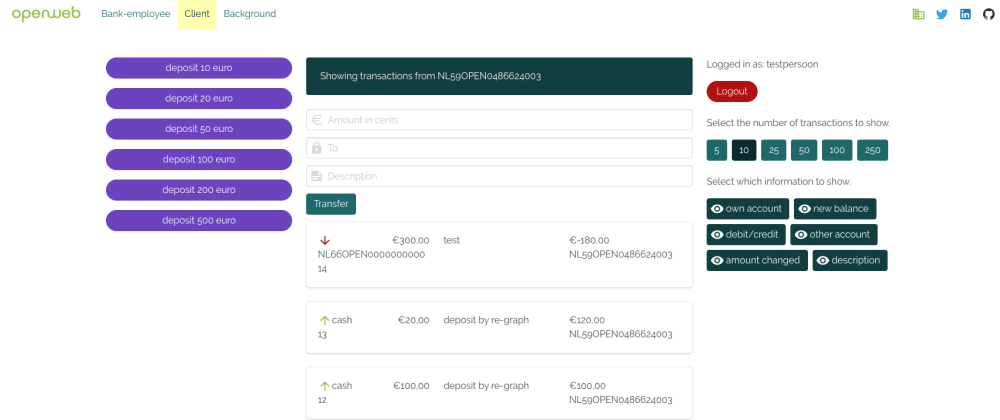 openweb
Bank-employee
Client
Background
deposit 10 euro
deposit 20 euro
deposit 50 euro
deposit 100 euro
deposit 200 euro
deposit 500 euro
Showing transactions from NL59OPEN0486624003
Amount in cents
To
Description
Transfer
€300,00 test €-180,00
NL66OPEN0000000000 NL59OPEN0486624003
14
cash €20,00 deposit by re-graph €120,00
13 NL59OPEN0486624003
cash €100,00 deposit by re-graph €100,00
12 NL59OPEN0486624003
Logged in as: testpersoon
Logout
Select the number of transactions to show.
5 10 25 50 100 250
Select which information to show.
own account new balance
debit/credit other account
amount changed description